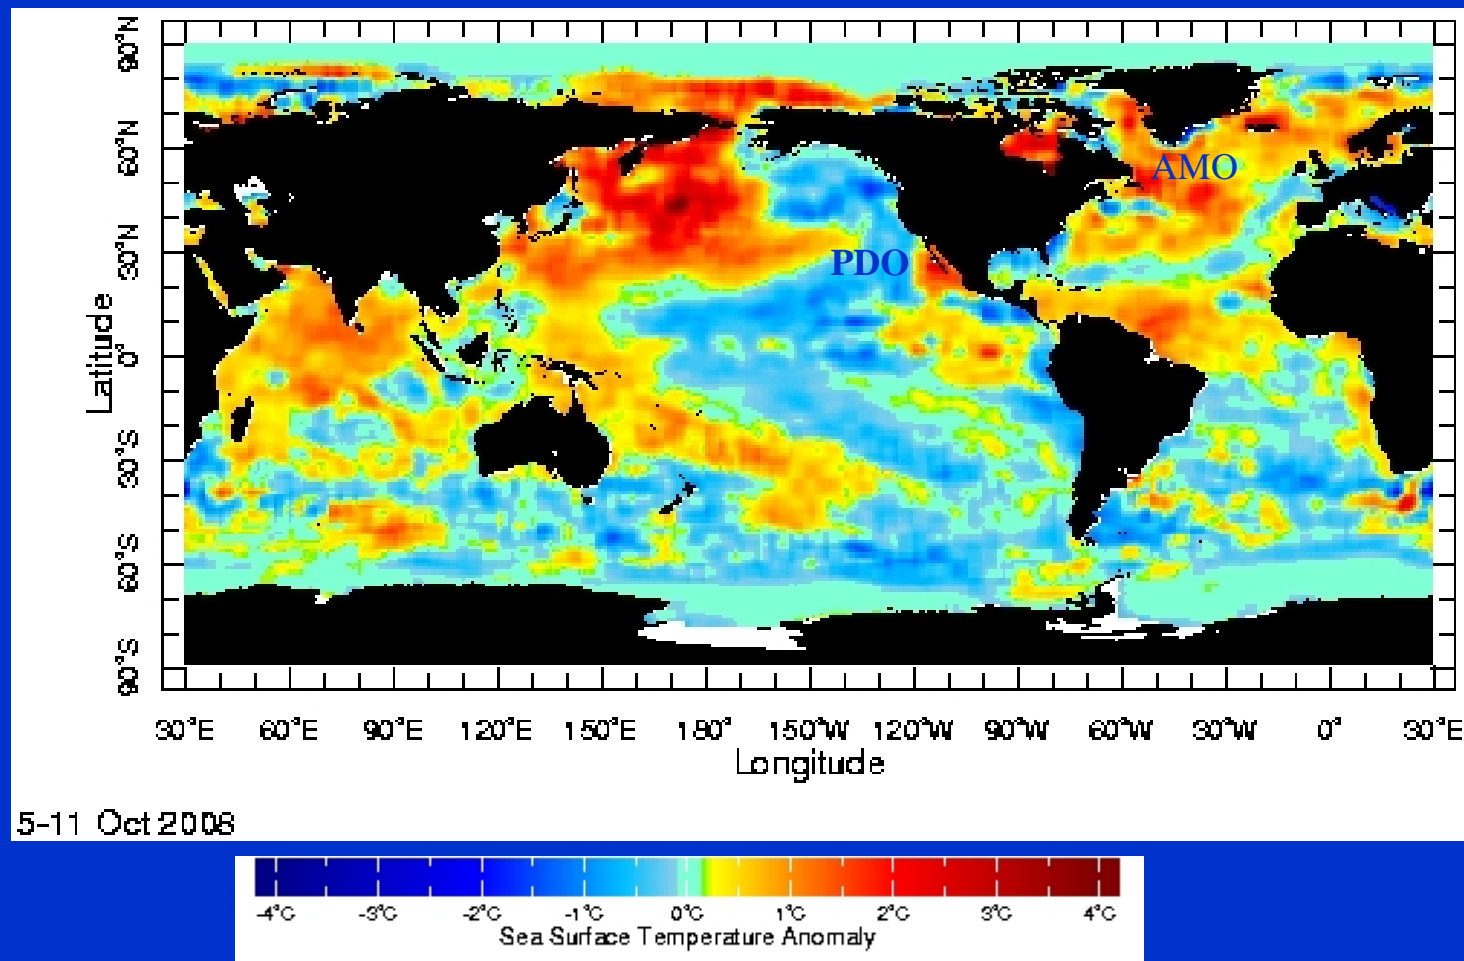 90°N
60°N
30°N
0°
30°S
60°S
90°S
Latitude
AMO
PDO
30°E 60°E 90°E 120°E 150°E 180° 150°W 120°W 90°W 60°W 30°W 0° 30°E
Longitude
5-11 Oct 2008
-4°C -3°C -2°C -1°C 0°C 1°C 2°C 3°C 4°C
Sea Surface Temperature Anomaly